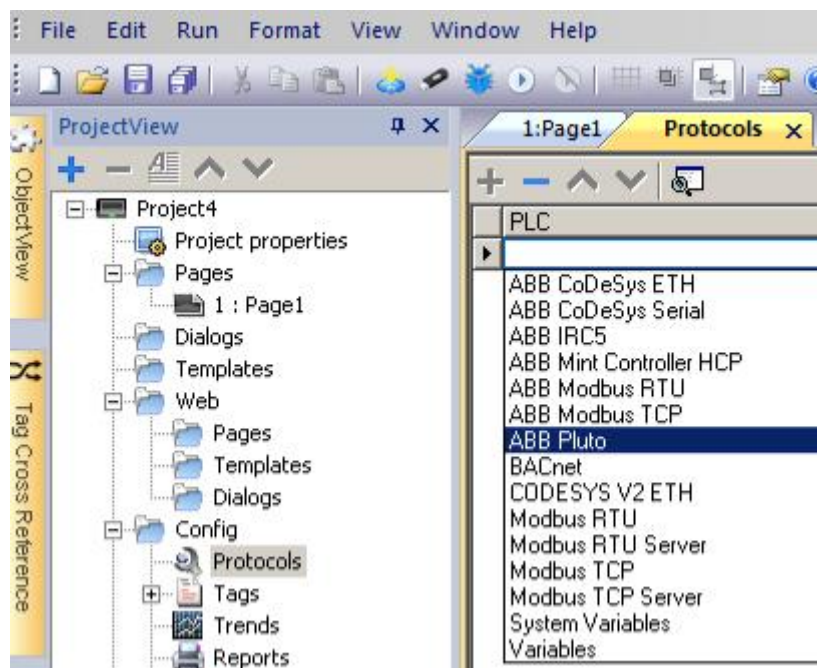 File Edit Run Format View Window Help
ObjectView
Tag Cross Reference
ProjectView
Project4
Project properties
Pages
1 : Page1
Dialogs
Templates
Web
Pages
Templates
Dialogs
Config
Protocols
Tags
Trends
Reports
1:Page1 Protocols
PLC
ABB CoDeSys ETH
ABB CoDeSys Serial
ABB IRC5
ABB Mint Controller HCP
ABB Modbus RTU
ABB Modbus TCP
ABB Pluto
BACnet
CODESYS V2 ETH
Modbus RTU
Modbus RTU Server
Modbus TCP
Modbus TCP Server
System Variables
Variables